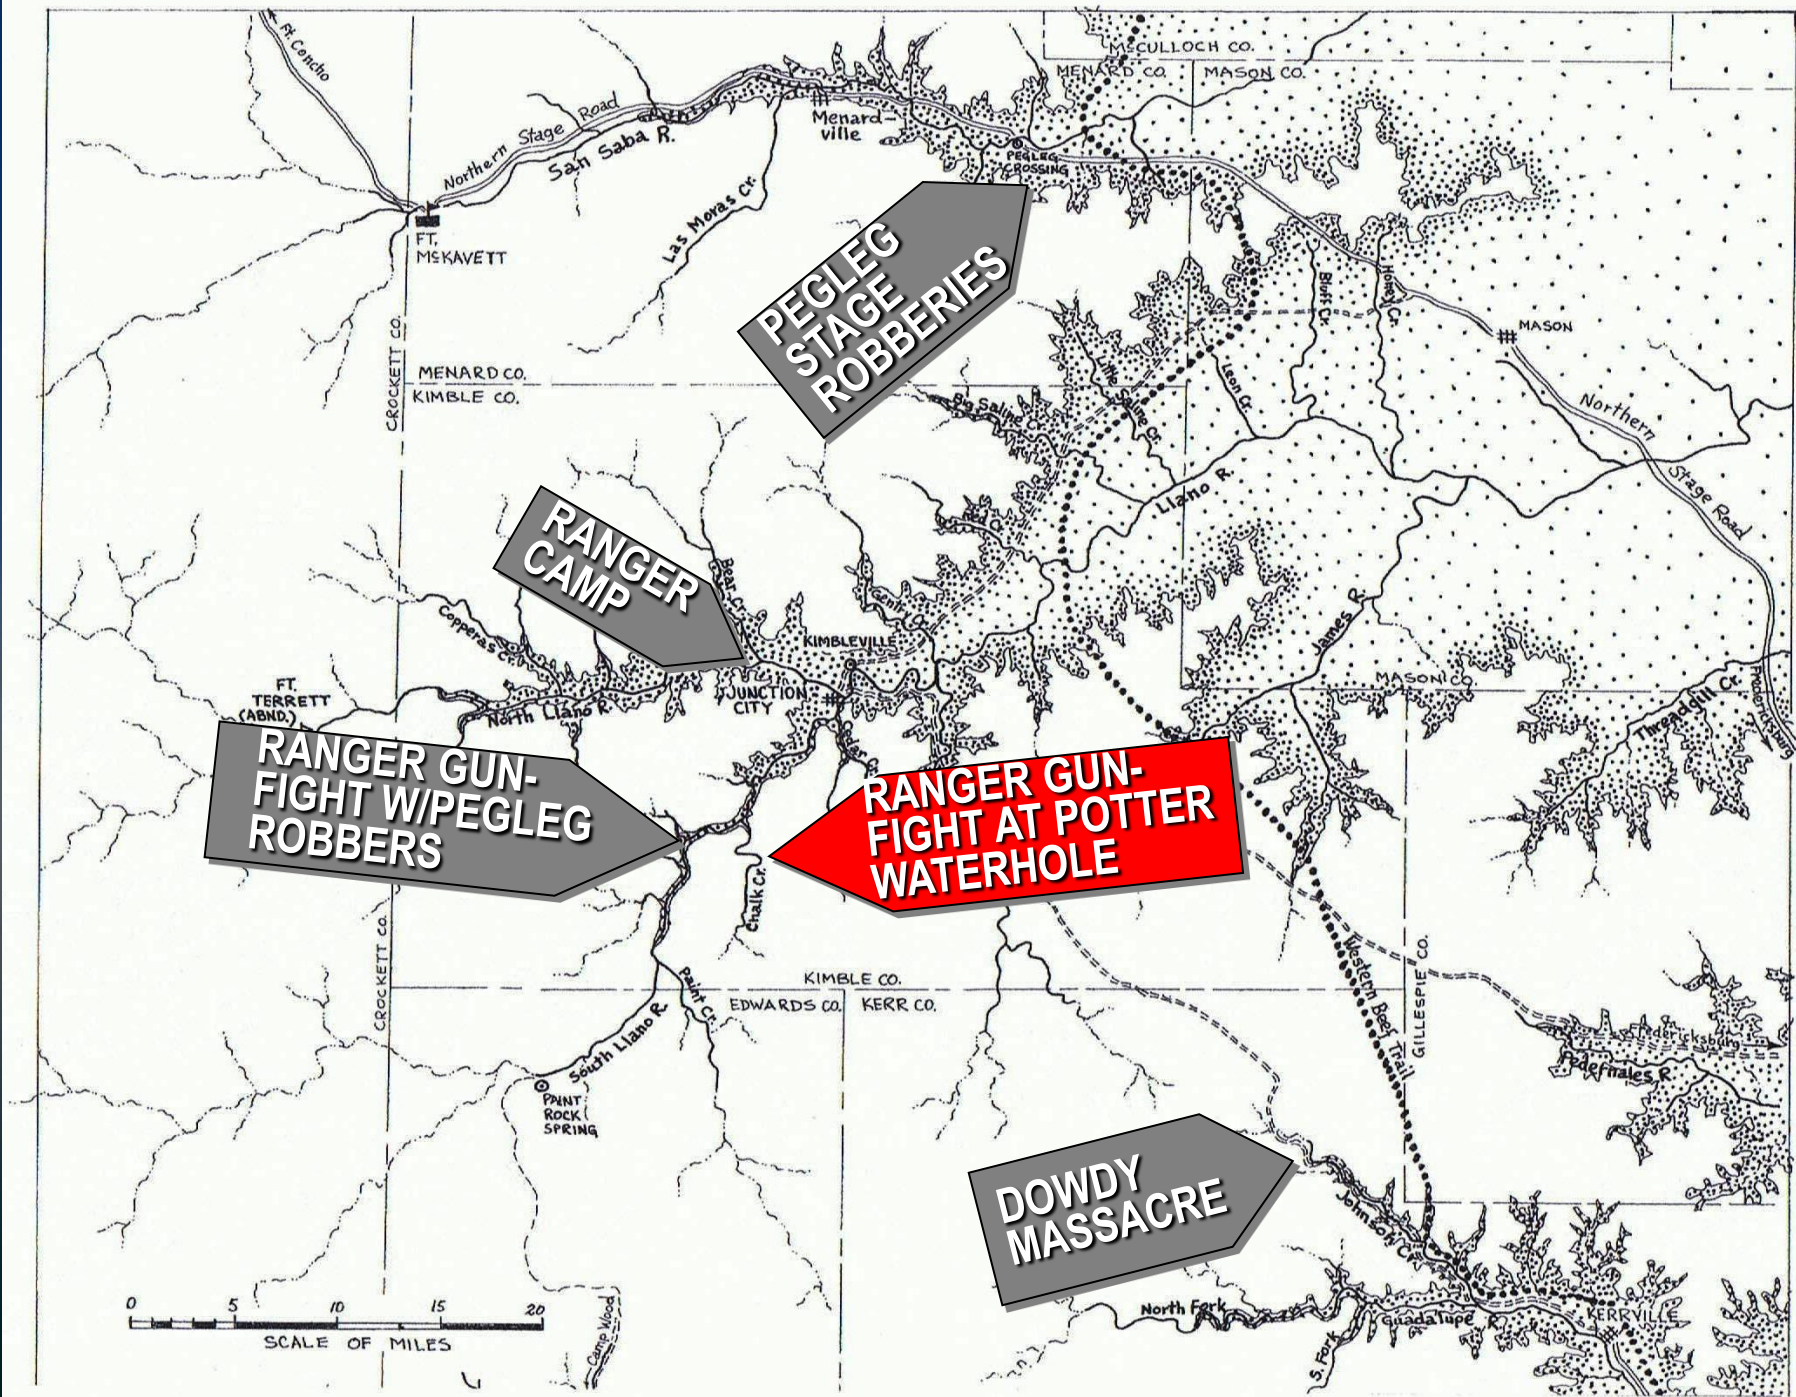 Ft. Concho
McCULLOCH CO.
MENARD CO.
MASON CO.
Northern Stage Road
San Saba R.
Menard-
ville
PEGLEG
CROSSING
FT.
McKAVETT
Las Moras Cr.
PEGLEG
STAGE
ROBBERIES
Bluff Cr.
Honey Cr.
MASON
CROCKETT CO.
MENARD CO.
KIMBLE CO.
Big Saline Cr.
Little Saline Cr.
Leon Cr.
Northern Stage Road
Llano R.
RANGER
CAMP
Red Cr.
Bear Cr.
Gentry Cr.
Copperas Cr.
KIMBLEVILLE
James R.
MASON CO.
Threadgill Cr.
Fredericksburg
FT.
TERRETT
(ABND.)
JUNCTION
CITY
North Llano R.
RANGER GUN-
FIGHT W/PEGLEG
ROBBERS
RANGER GUN-
FIGHT AT POTTER
WATERHOLE
Chalk Cr.
CROCKETT CO.
KIMBLE CO.
EDWARDS CO.
KERR CO.
Paint Cr.
South Llano R.
PAINT
ROCK
SPRING
Western Beef Trail
GILLESPIE CO.
Fredericksburg
Pedernales R.
DOWDY
MASSACRE
Johnson Cr.
North Fork
Guadalupe R.
S. Fork
KERRVILLE
Camp Wood
0 5 10 15 20
SCALE OF MILES